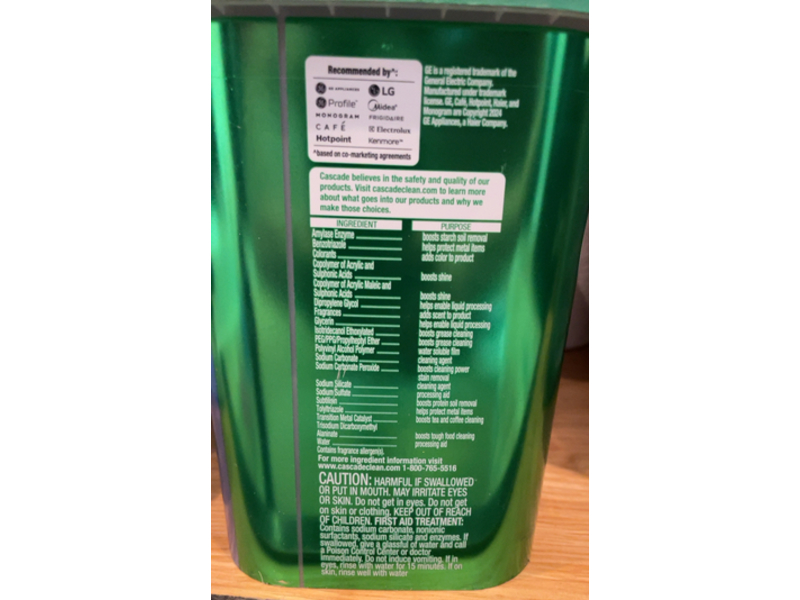 Recommended by^:
GE APPLIANCES LG
Profile™ Midea®
MONOGRAM FRIGIDAIRE
CAFÉ Electrolux
Hotpoint Kenmore™
^based on co-marketing agreements
GE is a registered trademark of the
General Electric Company.
Manufactured under trademark
license. GE, Café, Hotpoint, Haier, and
Monogram are Copyright 2024
GE Appliances, a Haier Company.
Cascade believes in the safety and quality of our
products. Visit cascadeclean.com to learn more
about what goes into our products and why we
make those choices.
INGREDIENT PURPOSE
Amylase Enzyme boosts starch soil removal
Benzotriazole helps protect metal items
Colorants adds color to product
Copolymer of Acrylic and
Sulphonic Acids boosts shine
Copolymer of Acrylic Maleic and
Sulphonic Acids boosts shine
Dipropylene Glycol helps enable liquid processing
Fragrances adds scent to product
Glycerin helps enable liquid processing
Isotridecanol Ethoxylated boosts grease cleaning
PEG/PPG/Propylheptyl Ether boosts grease cleaning
Polyvinyl Alcohol Polymer water soluble film
Sodium Carbonate cleaning agent
Sodium Carbonate Peroxide boosts cleaning power
stain removal
Sodium Silicate cleaning agent
Sodium Sulfate processing aid
Subtilisin boosts protein soil removal
Tolyltriazole helps protect metal items
Transition Metal Catalyst boosts tea and coffee cleaning
Trisodium Dicarboxymethyl
Alaninate boosts tough food cleaning
Water processing aid
Contains fragrance allergen(s).
For more ingredient information visit
www.cascadeclean.com 1-800-765-5516
CAUTION: HARMFUL IF SWALLOWED
OR PUT IN MOUTH. MAY IRRITATE EYES
OR SKIN. Do not get in eyes. Do not get
on skin or clothing. KEEP OUT OF REACH
OF CHILDREN. FIRST AID TREATMENT:
Contains sodium carbonate, nonionic
surfactants, sodium silicate and enzymes. If
swallowed, give a glassful of water and call
a Poison Control Center or doctor
immediately. Do not induce vomiting. If in
eyes, rinse with water for 15 minutes. If on
skin, rinse well with water